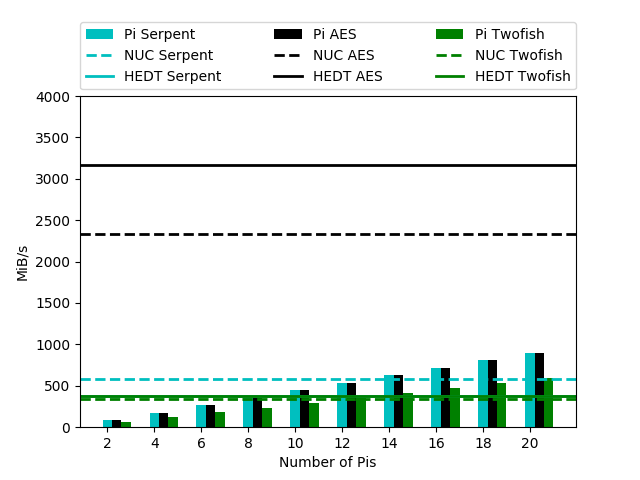 Pi Serpent Pi AES Pi Twofish
NUC Serpent NUC AES NUC Twofish
HEDT Serpent HEDT AES HEDT Twofish
4000
3500
3000
2500
2000
1500
1000
500
0
MiB/s
2 4 6 8 10 12 14 16 18 20
Number of Pis